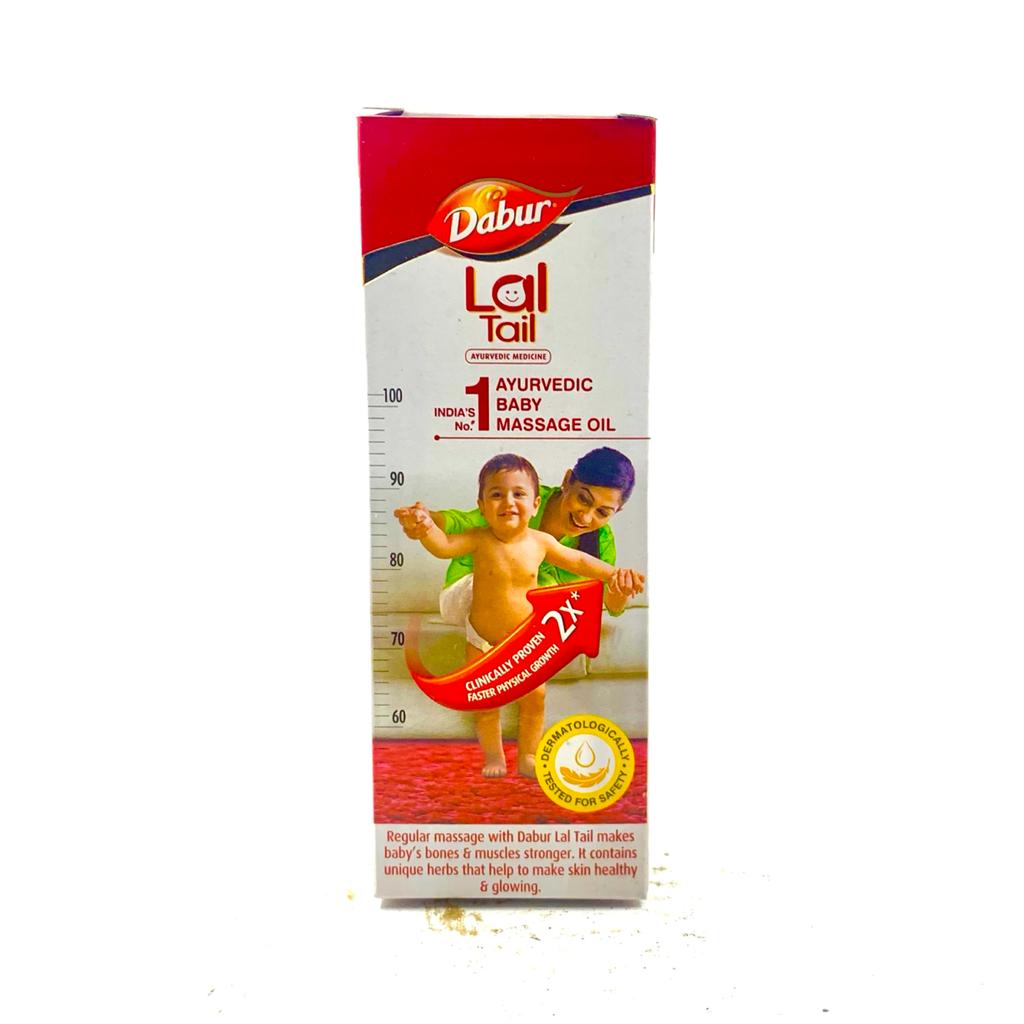 Dabur
Lal
Tail
AYURVEDIC MEDICINE
INDIA'S No.* 1
AYURVEDIC
BABY
MASSAGE OIL
100
90
80
70
60
CLINICALLY PROVEN
FASTER PHYSICAL GROWTH
2x*
DERMATOLOGICALLY
TESTED FOR SAFETY
Regular massage with Dabur Lal Tail makes
baby's bones & muscles stronger. It contains
unique herbs that help to make skin healthy
& glowing.